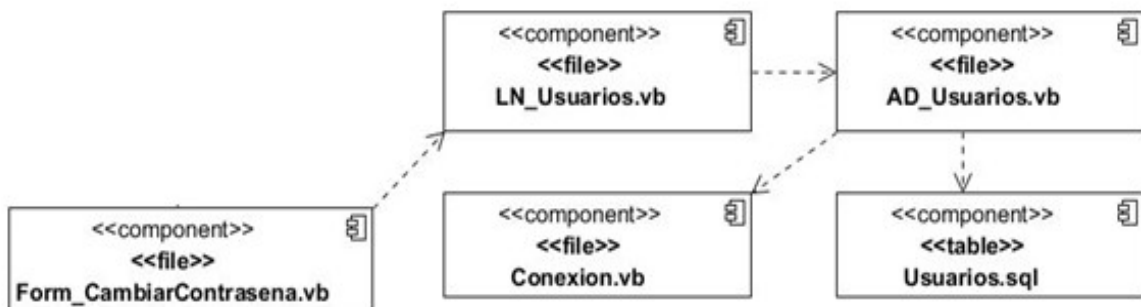 <<component>>
<<file>>
LN_Usuarios.vb
<<component>>
<<file>>
AD_Usuarios.vb
<<component>>
<<file>>
Form_CambiarContrasena.vb
<<component>>
<<file>>
Conexion.vb
<<component>>
<<table>>
Usuarios.sql